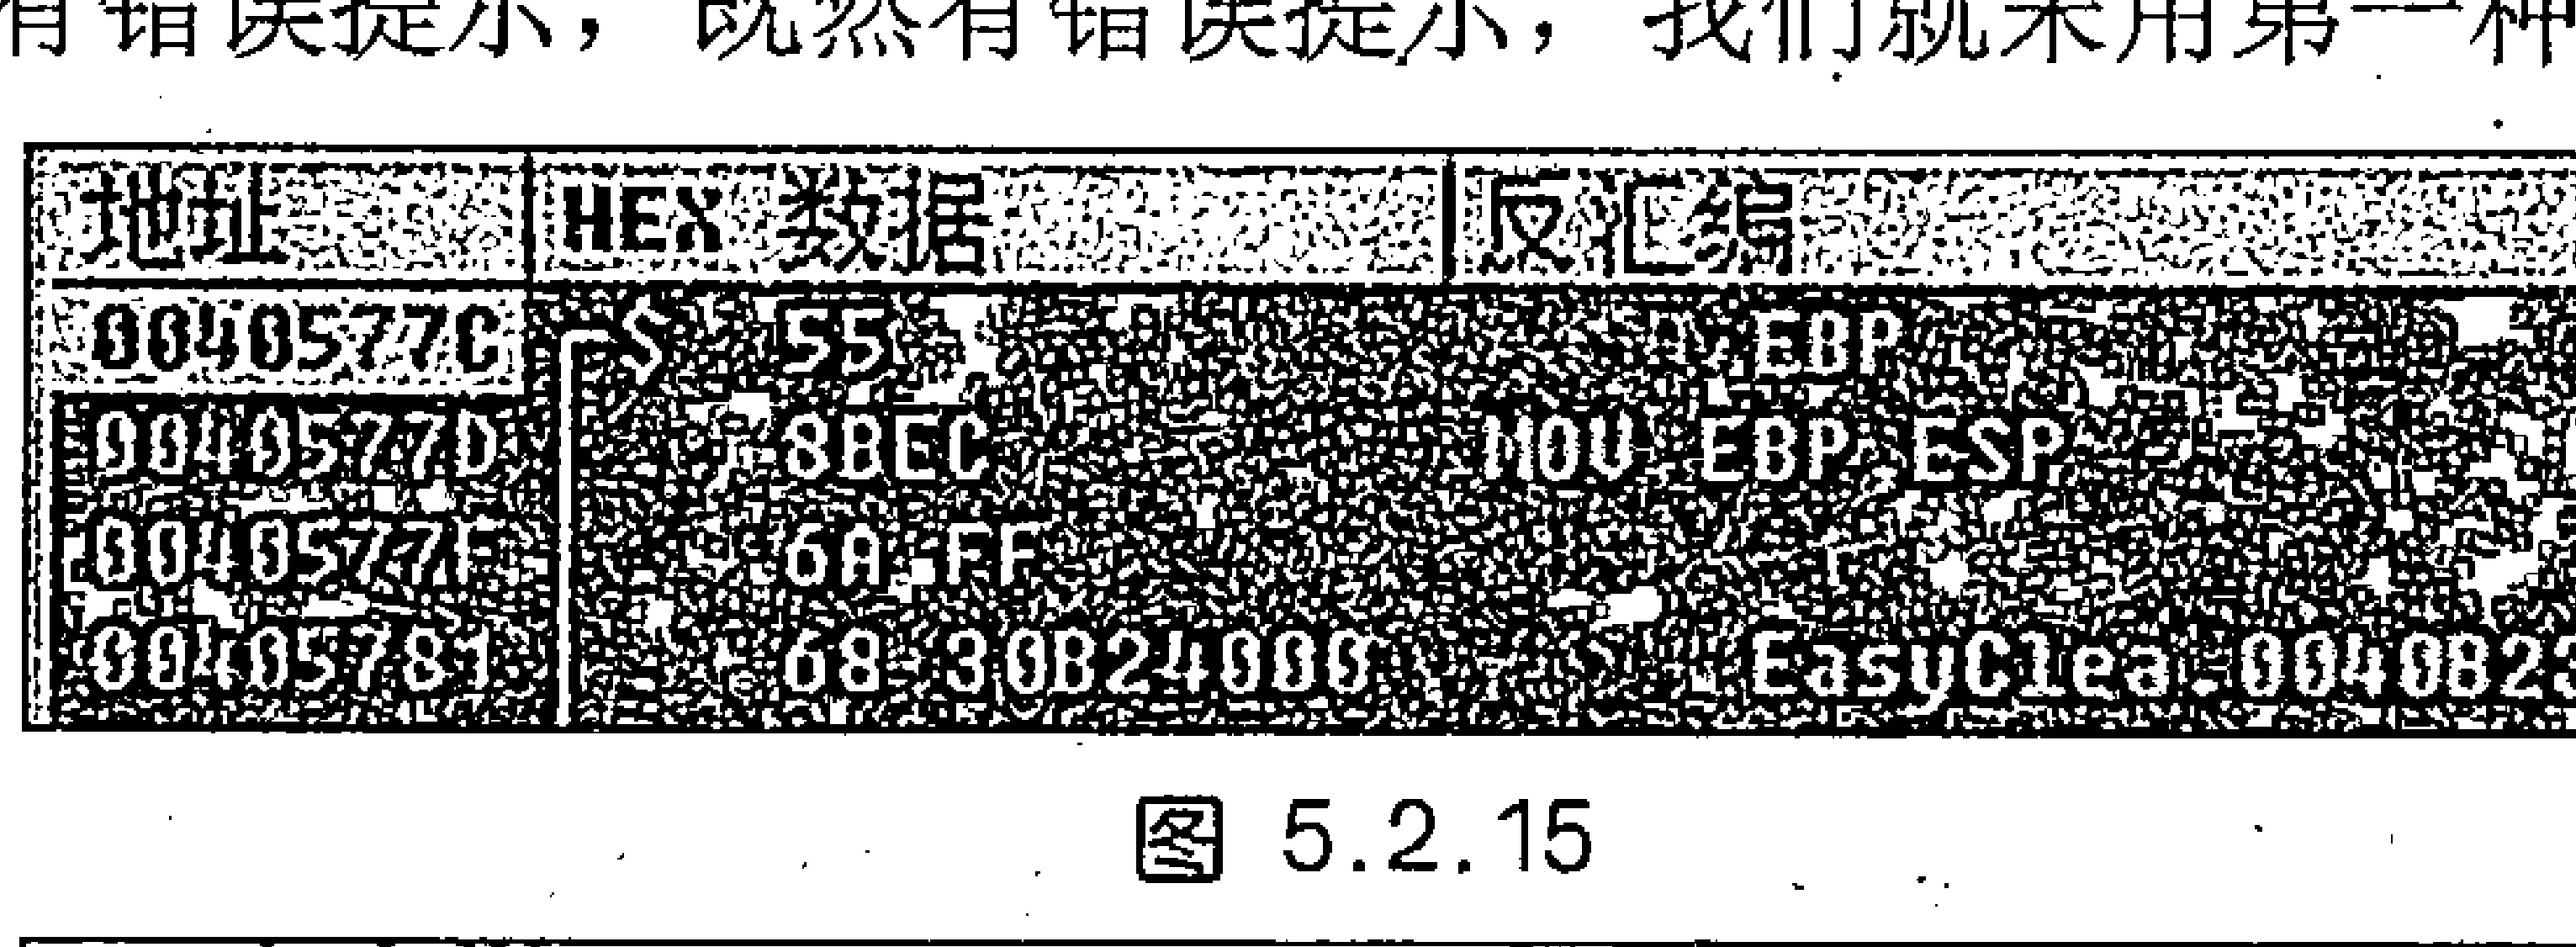 有错误提示，既然有错误提示，我们就采用第一种
地址 HEX 数据 反汇编
0040577C $ 55 EBP
0040577D . 8BEC MOV EBP, ESP
0040577F . 6A FF
00405781 . 68 30B24000 EasyClea.0040823
图 5.2.15